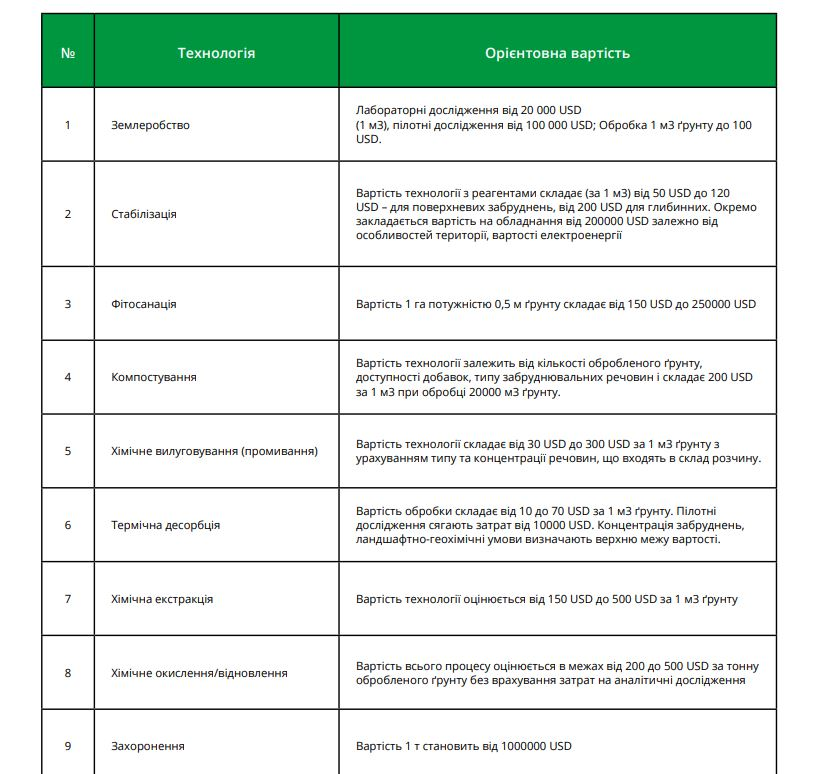 № Технологія Орієнтовна вартість
1 Землеробство Лабораторні дослідження від 20 000 USD
(1 м3), пілотні дослідження від 100 000 USD; Обробка 1 м3 ґрунту до 100
USD.
2 Стабілізація Вартість технології з реагентами складає (за 1 м3) від 50 USD до 120
USD – для поверхневих забруднень, від 200 USD для глибинних. Окремо
закладається вартість на обладнання від 200000 USD залежно від
особливостей території, вартості електроенергії
3 Фітосанація Вартість 1 га потужністю 0,5 м ґрунту складає від 150 USD до 250000 USD
4 Компостування Вартість технології залежить від кількості обробленого ґрунту,
доступності добавок, типу забруднювальних речовин і складає 200 USD
за 1 м3 при обробці 20000 м3 ґрунту.
5 Хімічне вилуговування (промивання) Вартість технології складає від 30 USD до 300 USD за 1 м3 ґрунту з
урахуванням типу та концентрації речовин, що входять в склад розчину.
6 Термічна десорбція Вартість обробки складає від 10 до 70 USD за 1 м3 ґрунту. Пілотні
дослідження сягають затрат від 10000 USD. Концентрація забруднень,
ландшафтно-геохімічні умови визначають верхню межу вартості.
7 Хімічна екстракція Вартість технології оцінюється від 150 USD до 500 USD за 1 м3 ґрунту
8 Хімічне окислення/відновлення Вартість всього процесу оцінюється в межах від 200 до 500 USD за тонну
обробленого ґрунту без врахування затрат на аналітичні дослідження
9 Захоронення Вартість 1 т становить від 1000000 USD